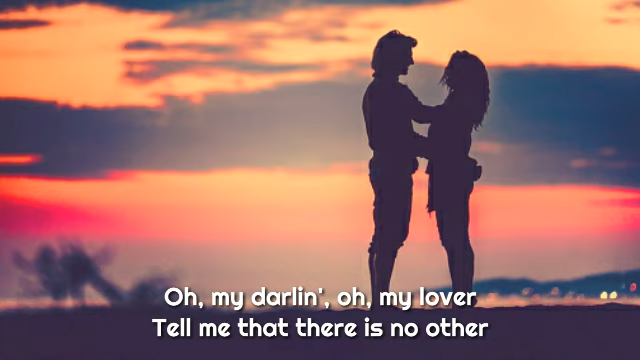 Oh, my darlin', oh, my lover
Tell me that there is no other